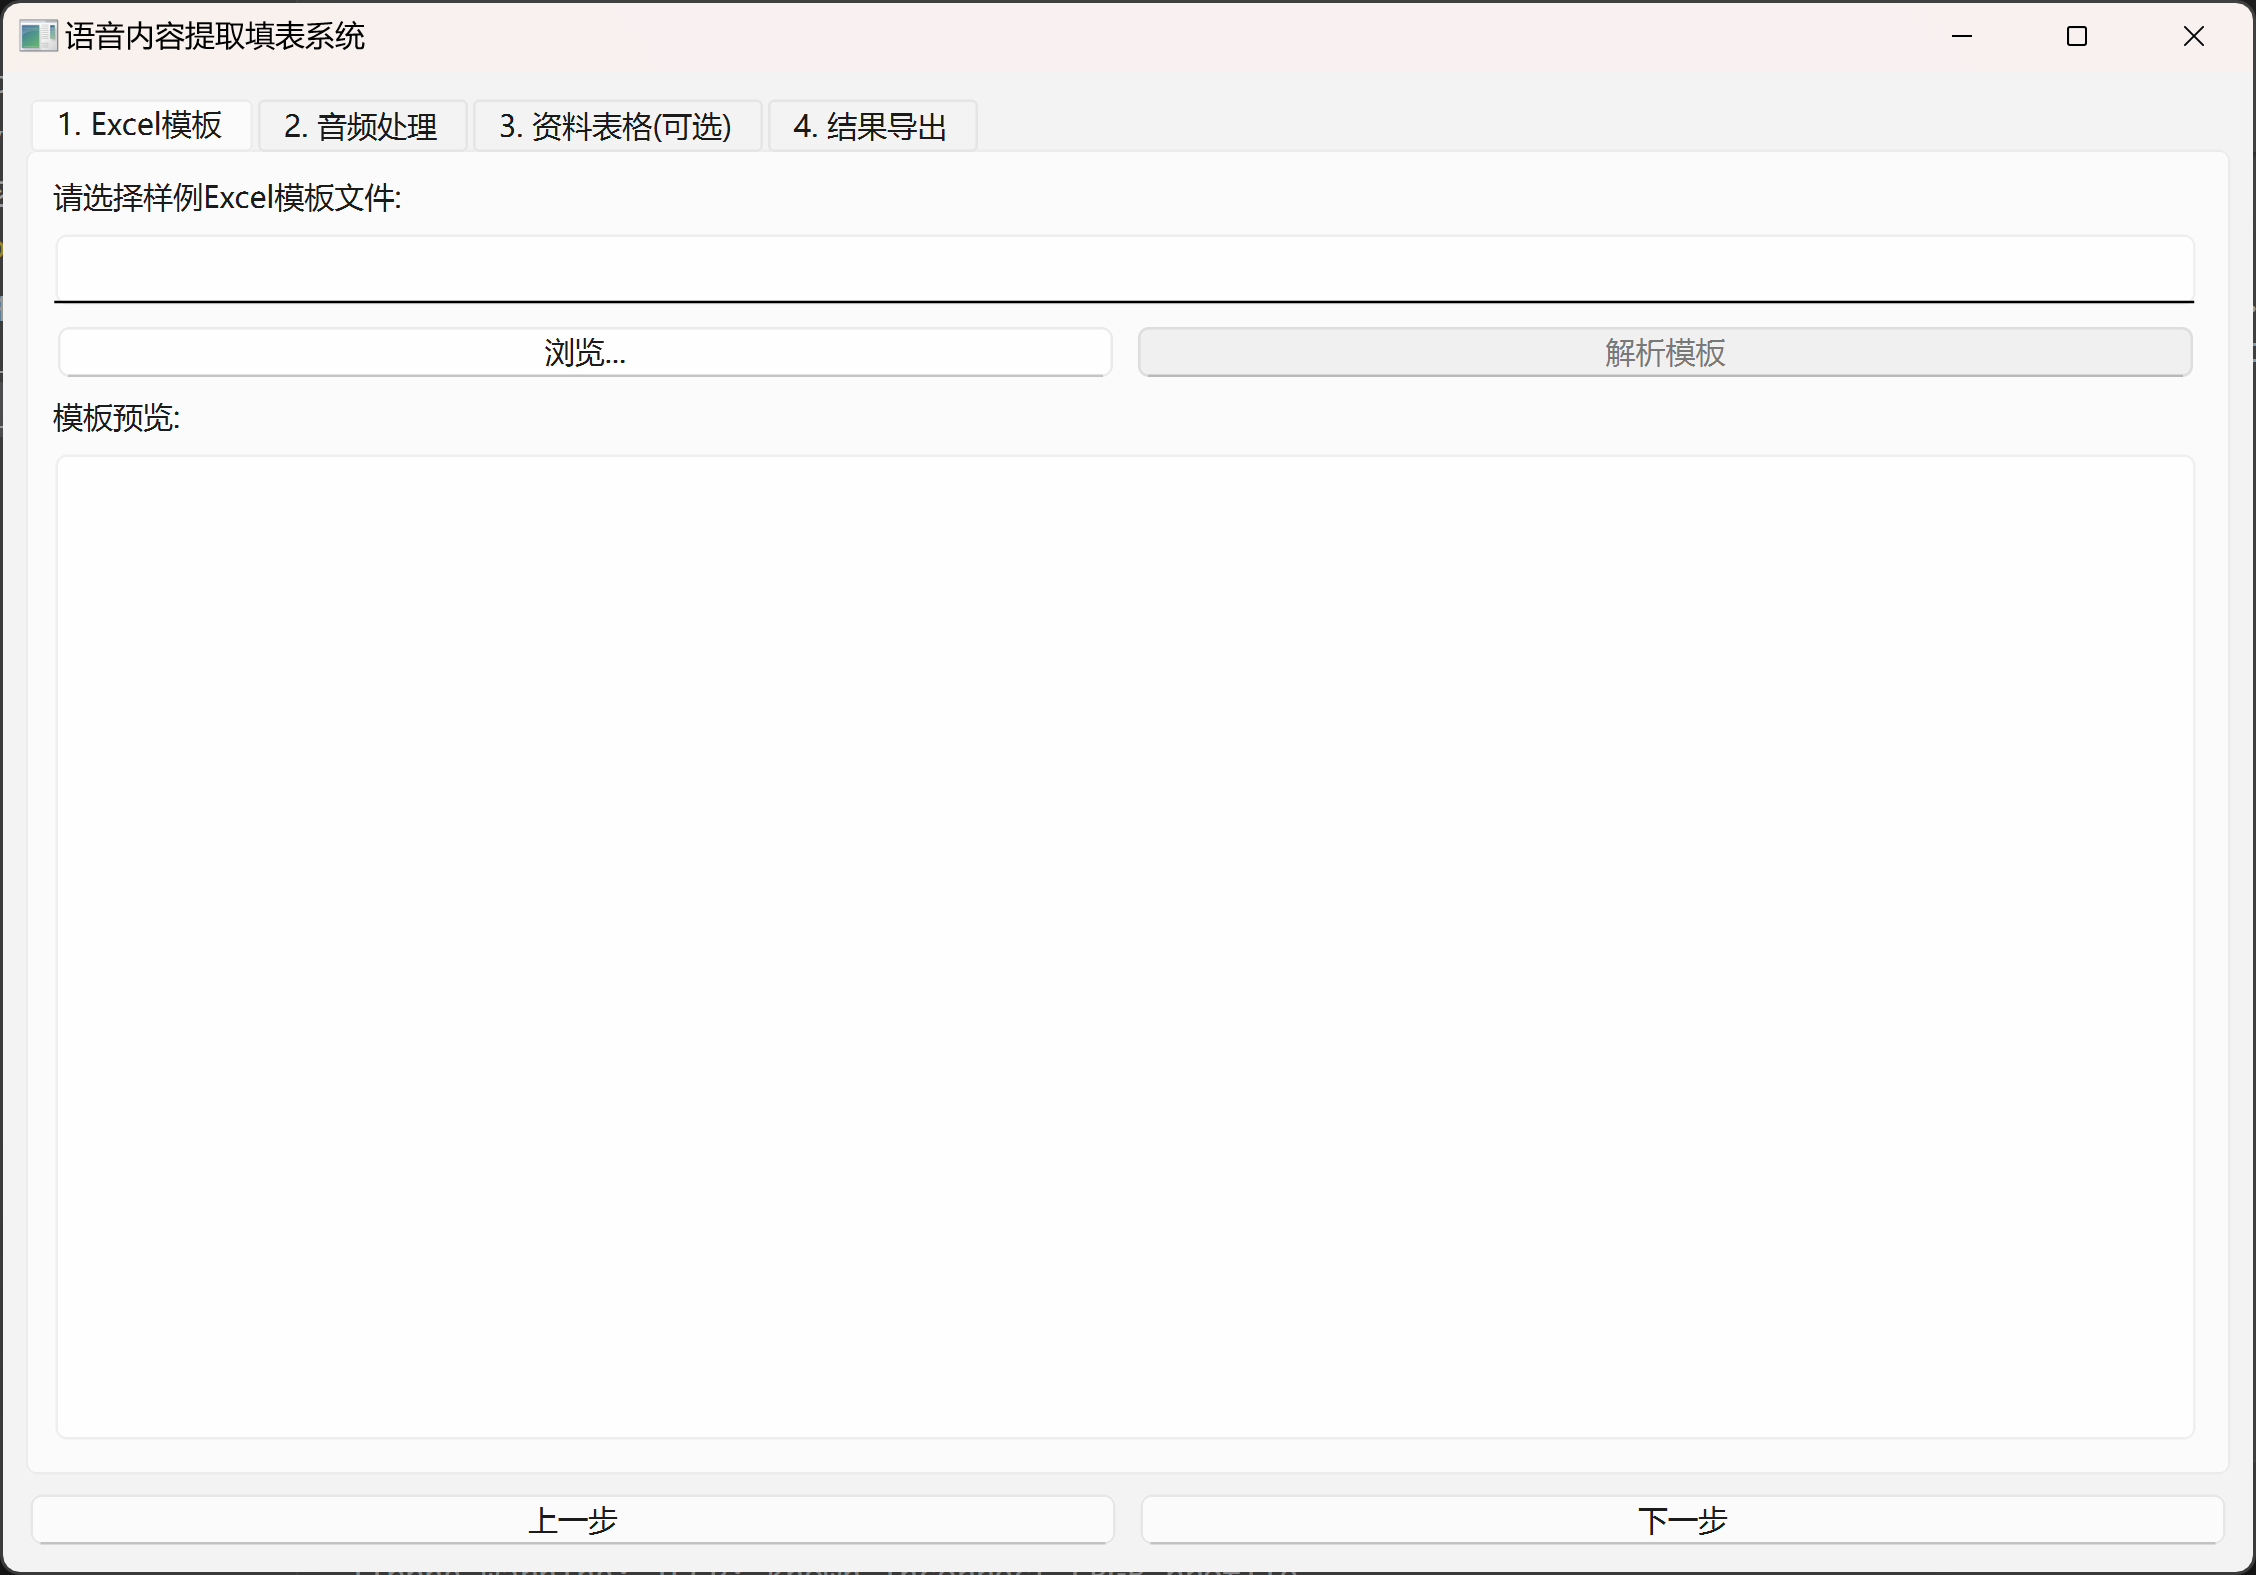 语音内容提取填表系统
1. Excel模板
2. 音频处理
3. 资料表格(可选)
4. 结果导出
请选择样例Excel模板文件:
浏览...
解析模板
模板预览:
上一步
下一步